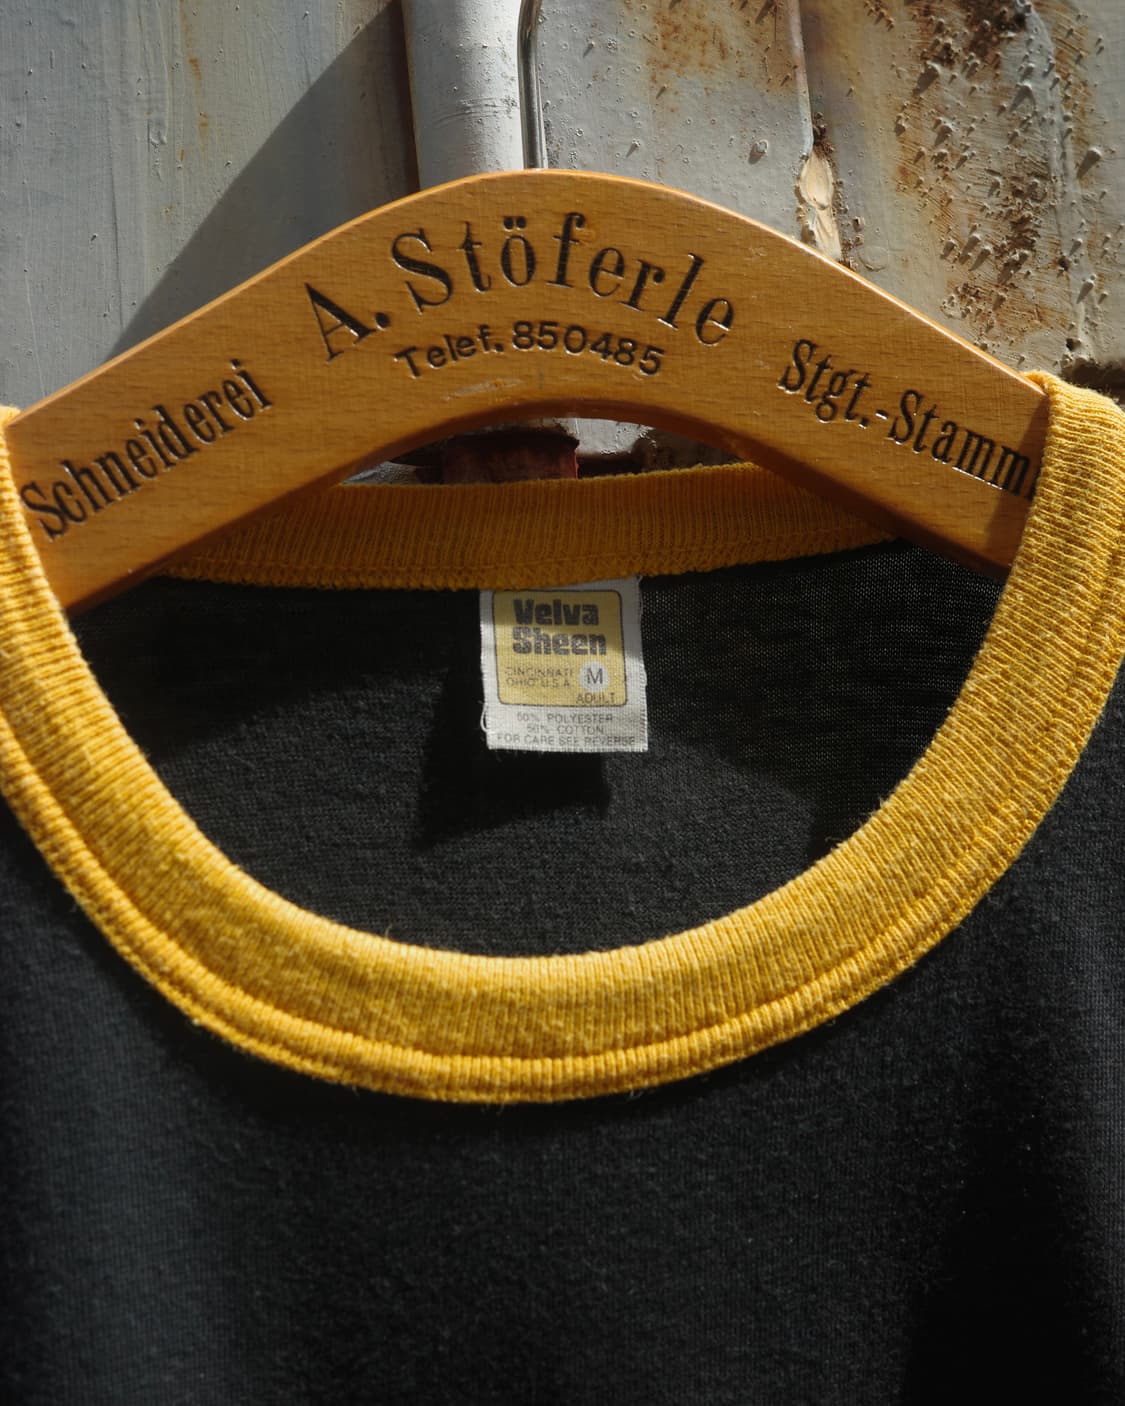 A. Stöferle
Telef. 850485
Schneiderei
Stgt.-Stamm
Velva
Sheen
CINCINNATI
OHIO U.S.A.
M
ADULT
50% POLYESTER
50% COTTON
FOR CARE SEE REVERSE